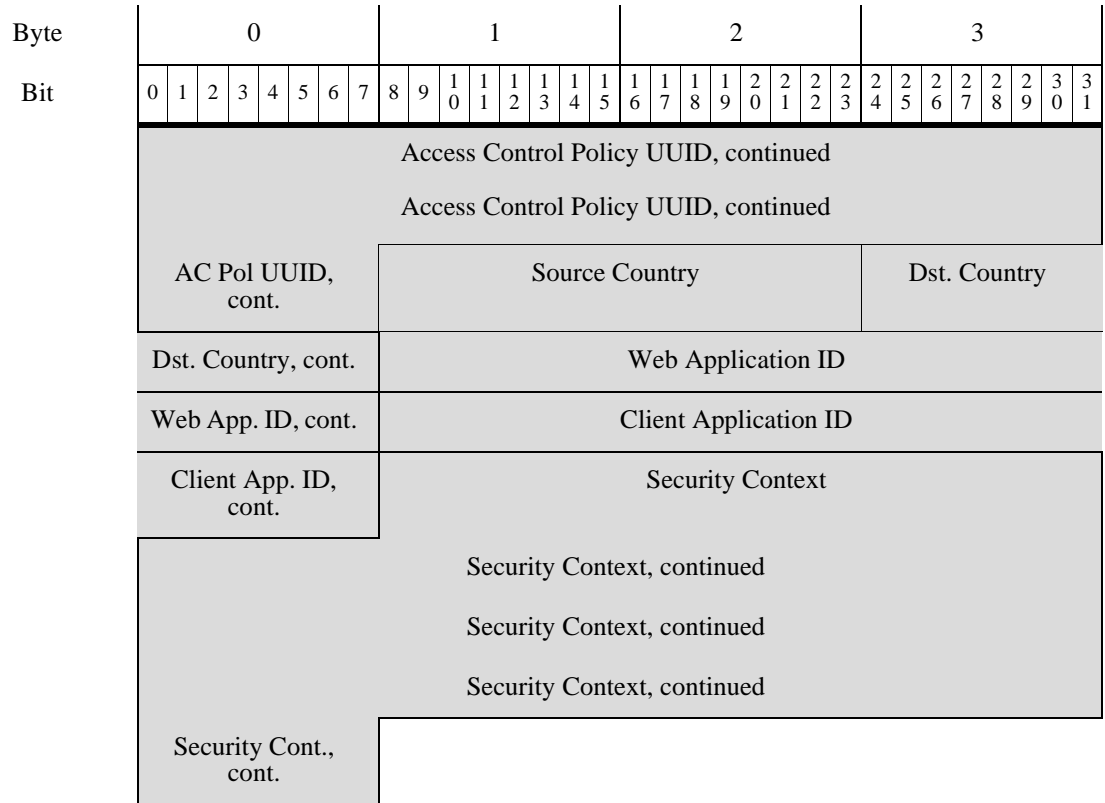 Byte 0 1 2 3
Bit 0 1 2 3 4 5 6 7 8 9 10 11 12 13 14 15 16 17 18 19 20 21 22 23 24 25 26 27 28 29 30 31
Access Control Policy UUID, continued
Access Control Policy UUID, continued
AC Pol UUID,
cont.
Source Country
Dst. Country
Dst. Country, cont.
Web Application ID
Web App. ID, cont.
Client Application ID
Client App. ID,
cont.
Security Context
Security Context, continued
Security Context, continued
Security Context, continued
Security Cont.,
cont.